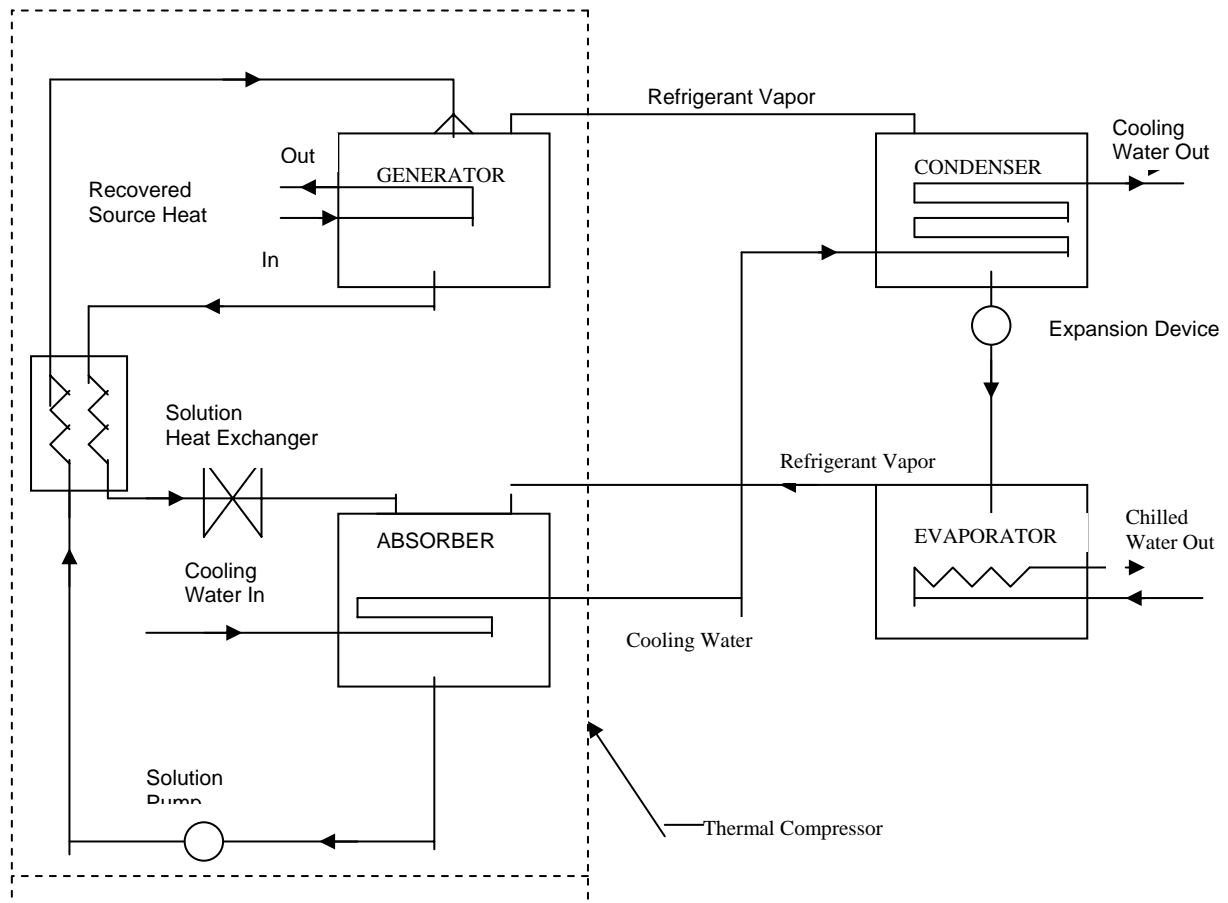 Refrigerant Vapor
Cooling
Water Out
Out
GENERATOR
CONDENSER
Recovered
Source Heat
In
Expansion Device
Solution
Heat Exchanger
Refrigerant Vapor
ABSORBER
EVAPORATOR
Chilled
Water Out
Cooling
Water In
Cooling Water
Solution
Pump
Thermal Compressor